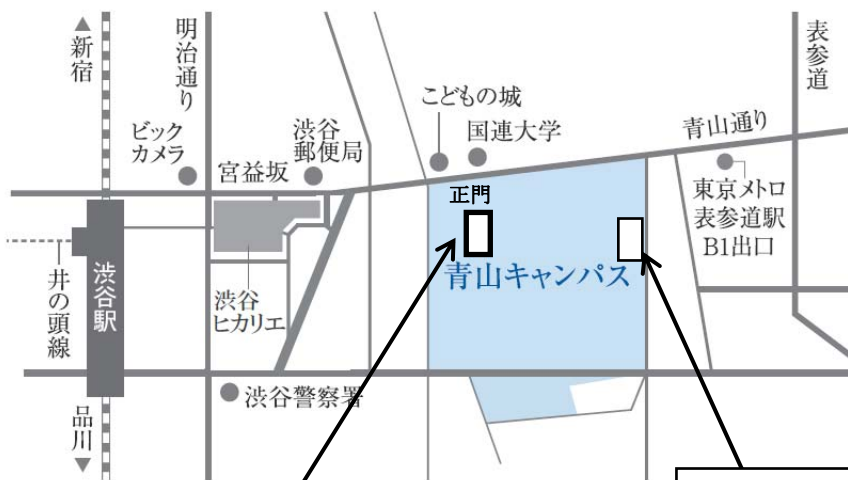 新宿
明治通り
表参道
こどもの城
国連大学
青山通り
ビック
カメラ
渋谷
郵便局
宮益坂
正門
東京メトロ
表参道駅
B1出口
青山キャンパス
渋谷駅
井の頭線
渋谷
ヒカリエ
渋谷警察署
品川